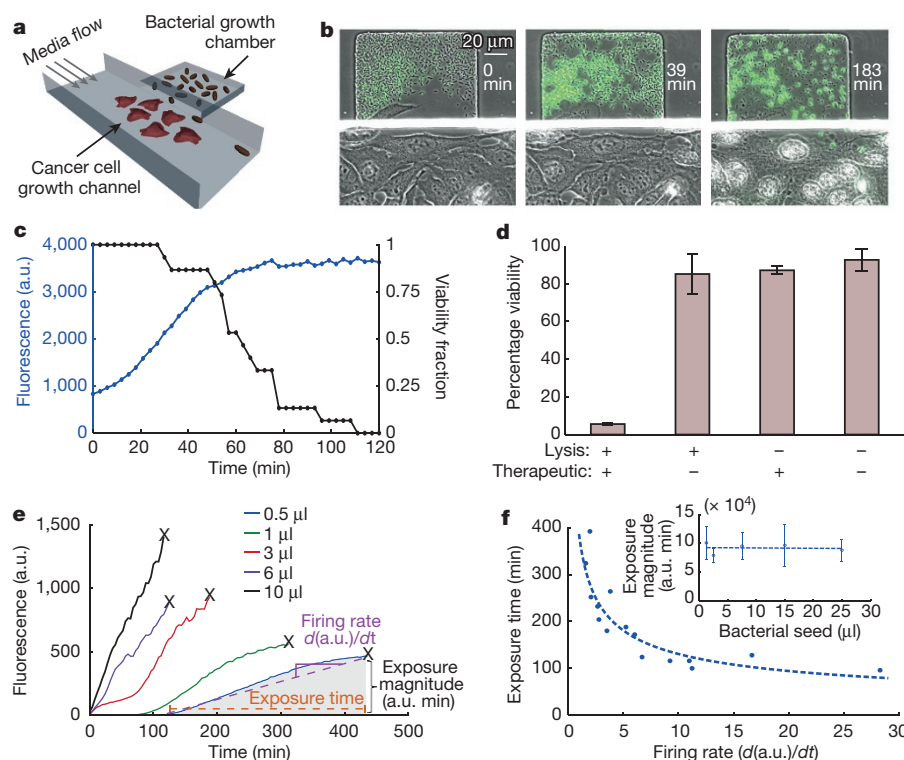 a
Media flow
Bacterial growth
chamber
Cancer cell
growth channel
b
20 μm
0
min
39
min
183
min
c
4,000
3,000
2,000
1,000
0
Fluorescence (a.u.)
1
0.75
0.5
0.25
0
Viability
fraction
0 20 40 60 80 100 120
Time (min)
d
100
80
60
40
20
0
Percentage viability
Lysis: + + – –
Therapeutic: + – + –
e
1,500
1,000
500
0
Fluorescence (a.u.)
X X X X X
0.5 μl
1 μl
3 μl
6 μl
10 μl
Firing rate
d(a.u.)/dt
Exposure time
Exposure
magnitude
(a.u. min)
0 100 200 300 400 500
Time (min)
f
400
300
200
100
0
Exposure time (min)
0 5 10 15 20 25 30
Firing rate (d(a.u.)/dt)
(× 10⁴)
15
10
5
0
Exposure
magnitude
(a.u. min)
0 5 10 15 20 25 30
Bacterial seed (μl)